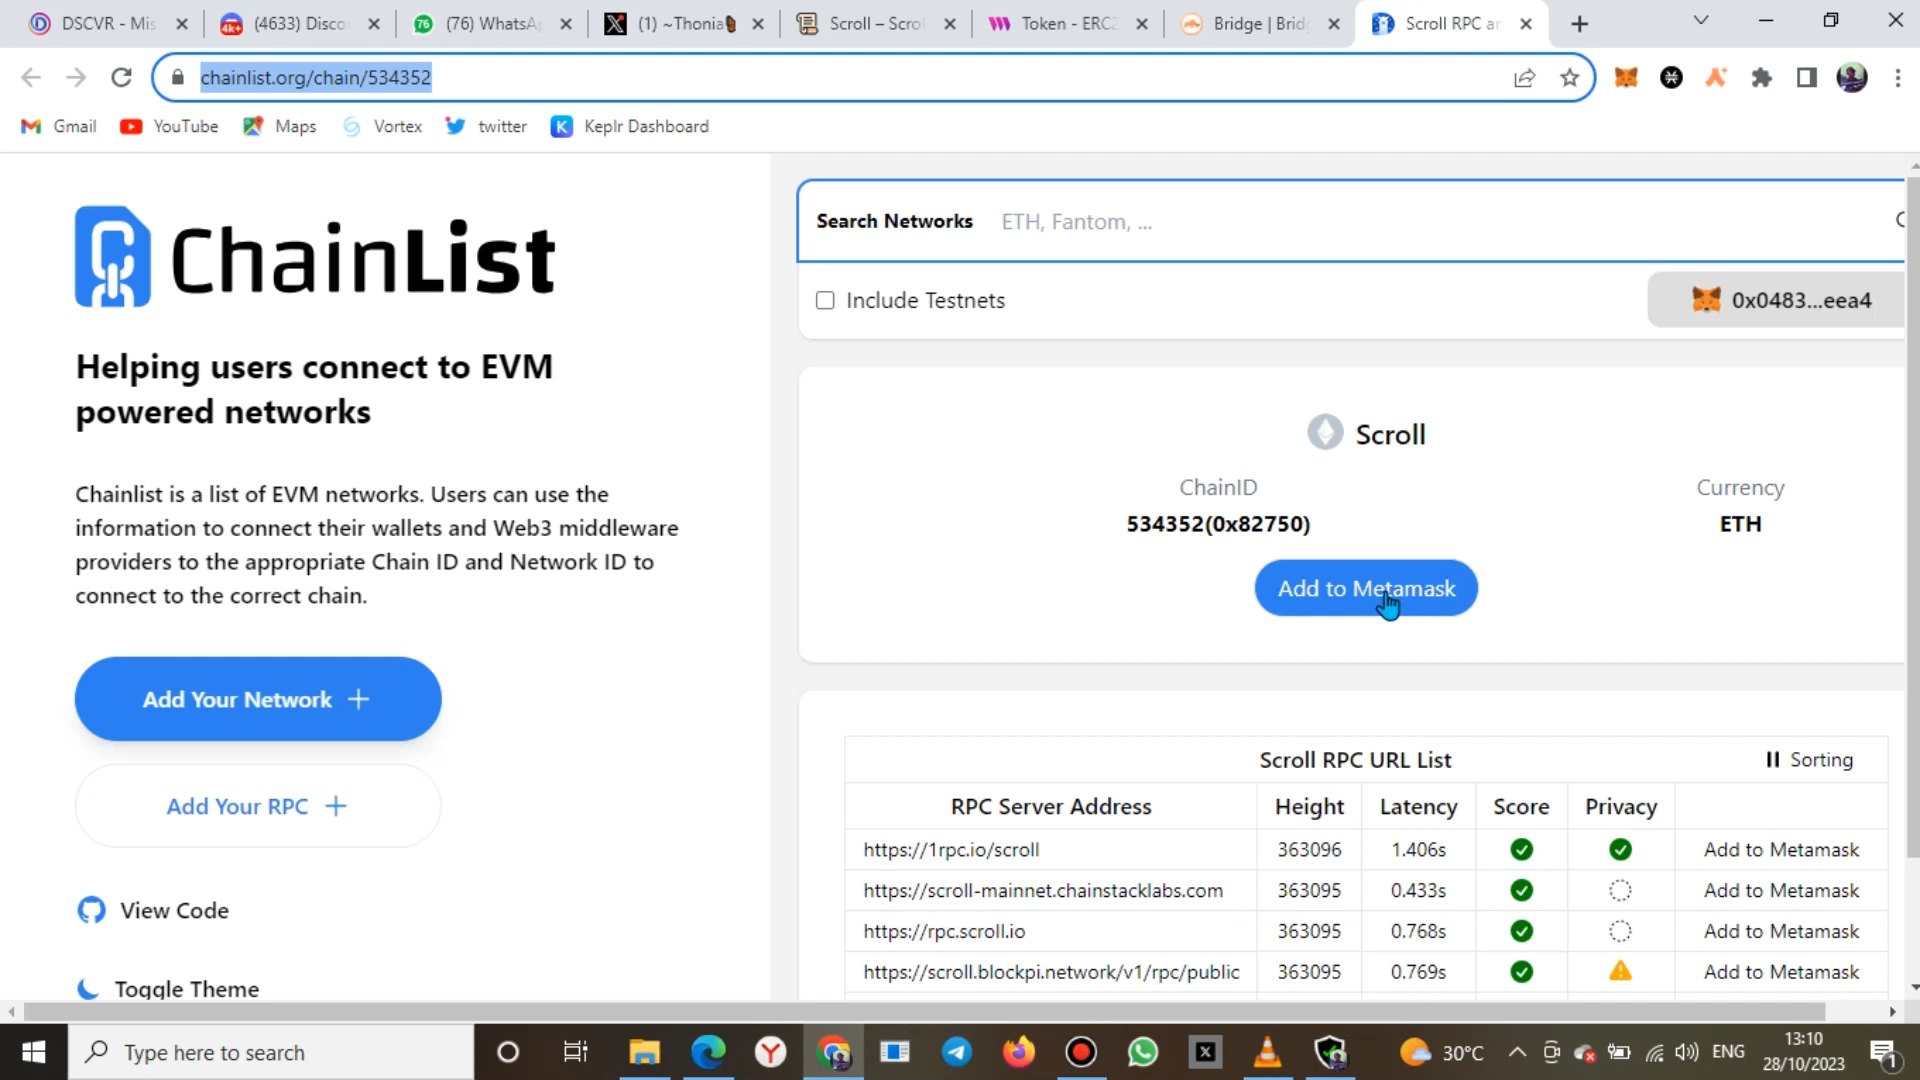 DSCVR - Mis
(4633) Disco
(76) WhatsA
(1) ~Thonia
Scroll – Scro
Token - ERC2
Bridge | Brid
Scroll RPC an
chainlist.org/chain/534352
Gmail
YouTube
Maps
Vortex
twitter
Keplr Dashboard
ChainList
Helping users connect to EVM
powered networks
Chainlist is a list of EVM networks. Users can use the
information to connect their wallets and Web3 middleware
providers to the appropriate Chain ID and Network ID to
connect to the correct chain.
Add Your Network
Add Your RPC
View Code
Toggle Theme
Search Networks ETH, Fantom, ...
Include Testnets
0x0483...eea4
Scroll
ChainID Currency
534352(0x82750) ETH
Add to Metamask
Scroll RPC URL List Sorting
RPC Server Address Height Latency Score Privacy
https://1rpc.io/scroll 363096 1.406s Add to Metamask
https://scroll-mainnet.chainstacklabs.com 363095 0.433s Add to Metamask
https://rpc.scroll.io 363095 0.768s Add to Metamask
https://scroll.blockpi.network/v1/rpc/public 363095 0.769s Add to Metamask
Type here to search
30°C
ENG
13:10
28/10/2023
1